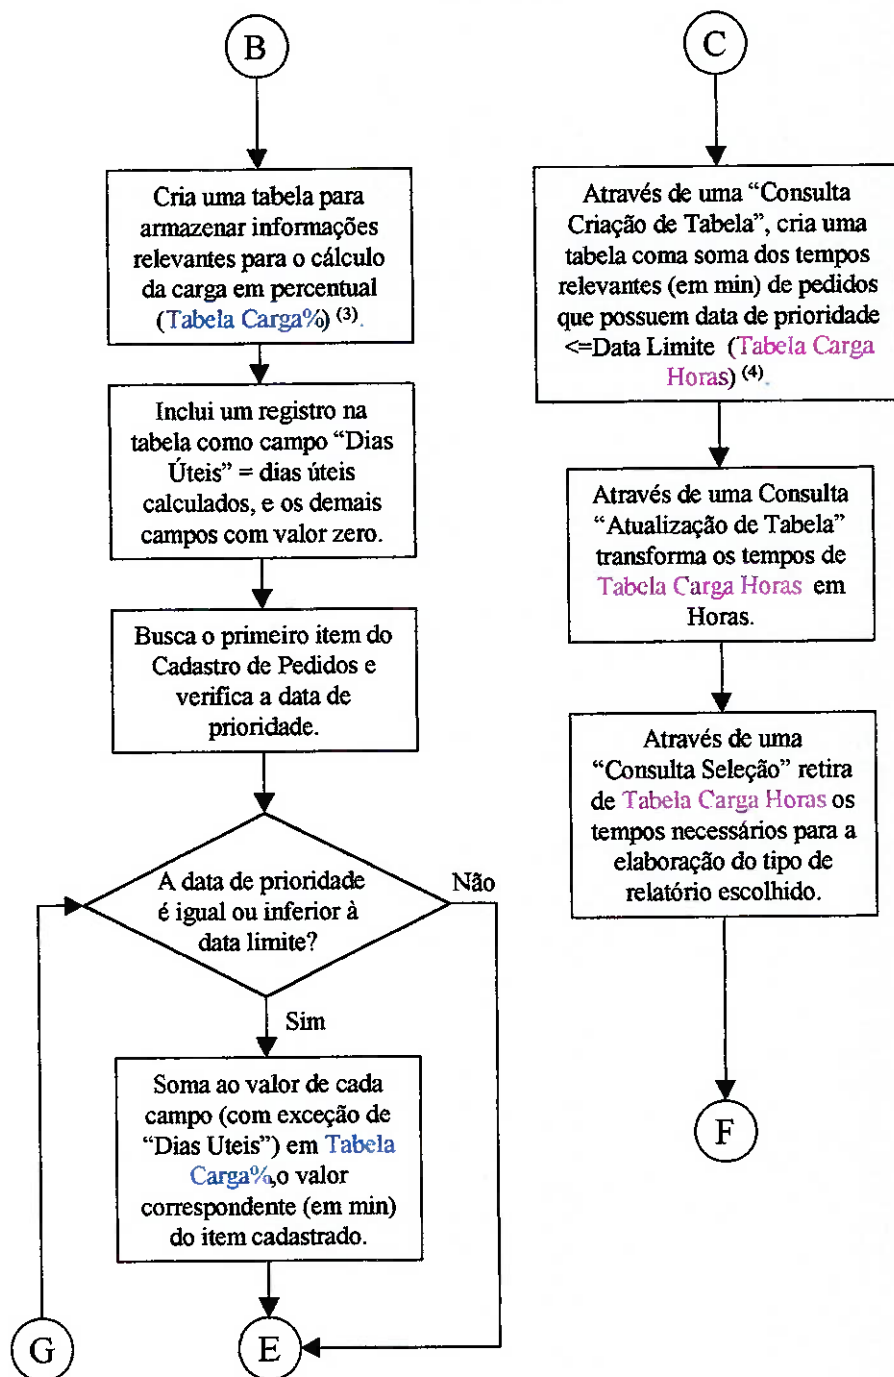 B
Cria uma tabela para
armazenar informações
relevantes para o cálculo
da carga em percentual
(Tabela Carga%) (3).
Inclui um registro na
tabela como campo “Dias
Úteis” = dias úteis
calculados, e os demais
campos com valor zero.
Busca o primeiro item do
Cadastro de Pedidos e
verifica a data de
prioridade.
A data de prioridade
é igual ou inferior à
data limite?
Não
Sim
Soma ao valor de cada
campo (com exceção de
“Dias Uteis”) em Tabela
Carga%,o valor
correspondente (em min)
do item cadastrado.
G
E
C
Através de uma “Consulta
Criação de Tabela”, cria uma
tabela coma soma dos tempos
relevantes (em min) de pedidos
que possuem data de prioridade
<=Data Limite (Tabela Carga
Horas) (4).
Através de uma Consulta
“Atualização de Tabela”
transforma os tempos de
Tabela Carga Horas em
Horas.
Através de uma
“Consulta Seleção” retira
de Tabela Carga Horas os
tempos necessários para a
elaboração do tipo de
relatório escolhido.
F